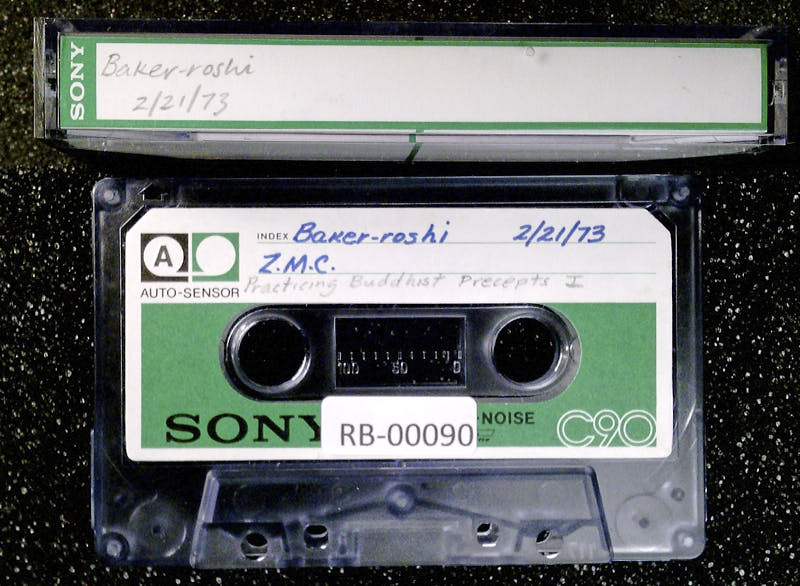 SONY
Baker-roshi
2/21/73
A
INDEX Baker-roshi 2/21/73
Z.M.C.
AUTO-SENSOR Practicing Buddhist Precepts I
100 50 0
SONY -NOISE C90
RB-00090